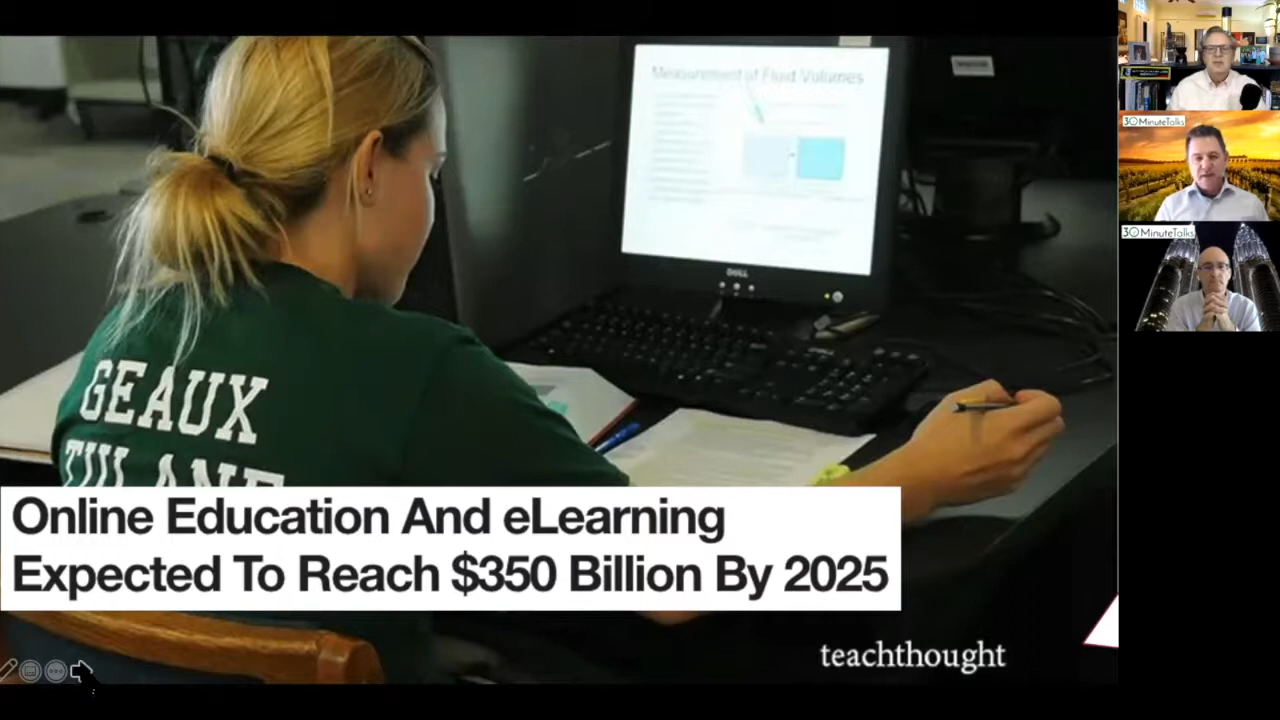 Measurement of Fluid Volumes
DELL
GEAUX
TULANE
Online Education And eLearning
Expected To Reach $350 Billion By 2025
teachthought
30MinuteTalks
30MinuteTalks